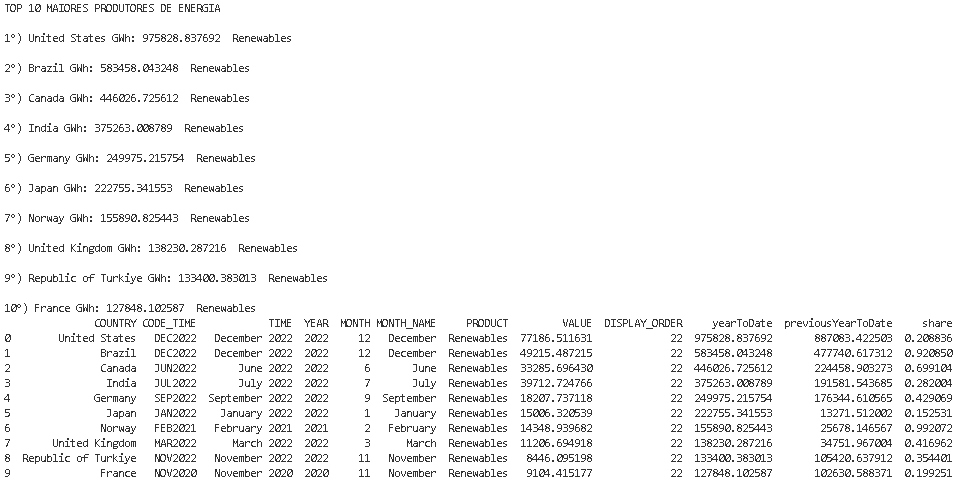 TOP 10 MAIORES PRODUTORES DE ENERGIA
1º) United States GWh: 975828.837692 Renewables
2º) Brazil GWh: 583458.043248 Renewables
3º) Canada GWh: 446026.725612 Renewables
4º) India GWh: 375263.008789 Renewables
5º) Germany GWh: 249975.215754 Renewables
6º) Japan GWh: 222755.341553 Renewables
7º) Norway GWh: 155890.825443 Renewables
8º) United Kingdom GWh: 138230.287216 Renewables
9º) Republic of Turkiye GWh: 133400.383013 Renewables
10º) France GWh: 127848.102587 Renewables
COUNTRY CODE_TIME TIME YEAR MONTH MONTH_NAME PRODUCT VALUE DISPLAY_ORDER yearToDate previousYearToDate share
0 United States DEC2022 December 2022 2022 12 December Renewables 77186.511631 22 975828.837692 887083.422503 0.208836
1 Brazil DEC2022 December 2022 2022 12 December Renewables 49215.487215 22 583458.043248 477740.617312 0.920850
2 Canada JUN2022 June 2022 2022 6 June Renewables 33285.696430 22 446026.725612 224458.903273 0.699104
3 India JUL2022 July 2022 2022 7 July Renewables 39712.724766 22 375263.008789 191581.543685 0.282004
4 Germany SEP2022 September 2022 2022 9 September Renewables 18207.737118 22 249975.215754 176344.610565 0.429069
5 Japan JAN2022 January 2022 2022 1 January Renewables 15006.320539 22 222755.341553 13271.512002 0.152531
6 Norway FEB2021 February 2021 2021 2 February Renewables 14348.939682 22 155890.825443 25678.146567 0.992072
7 United Kingdom MAR2022 March 2022 2022 3 March Renewables 11206.694918 22 138230.287216 34751.967004 0.416962
8 Republic of Turkiye NOV2022 November 2022 2022 11 November Renewables 8446.095198 22 133400.383013 105420.637912 0.354401
9 France NOV2020 November 2020 2020 11 November Renewables 9104.415177 22 127848.102587 102630.588371 0.199251